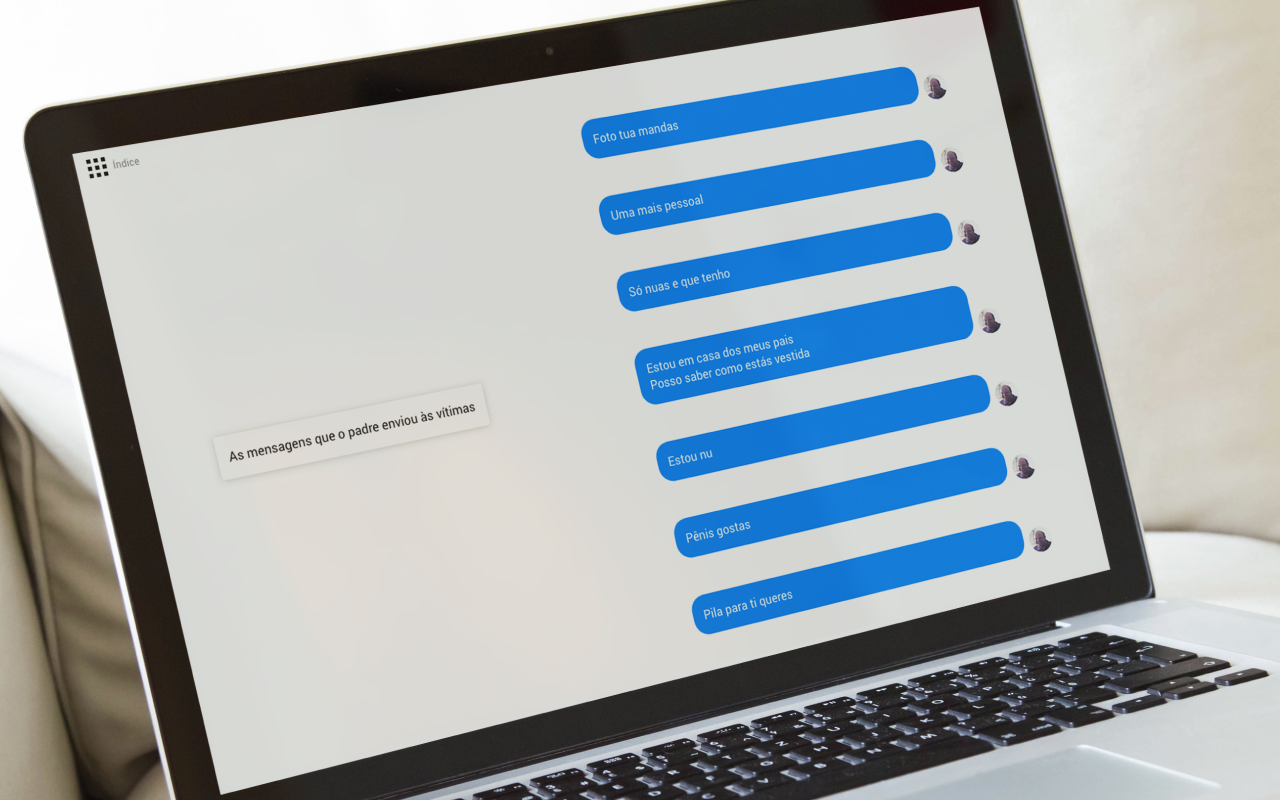 Índice
As mensagens que o padre enviou às vítimas
Foto tua mandas
Uma mais pessoal
Só nuas e que tenho
Estou em casa dos meus pais
Posso saber como estás vestida
Estou nu
Pênis gostas
Pila para ti queres